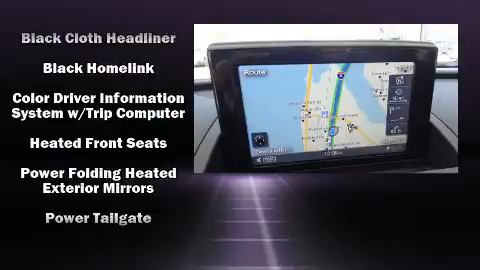 Black Cloth Headliner
Black Homelink
Color Driver Information
System w/Trip Computer
Heated Front Seats
Power Folding Heated
Exterior Mirrors
Power Tailgate
Route